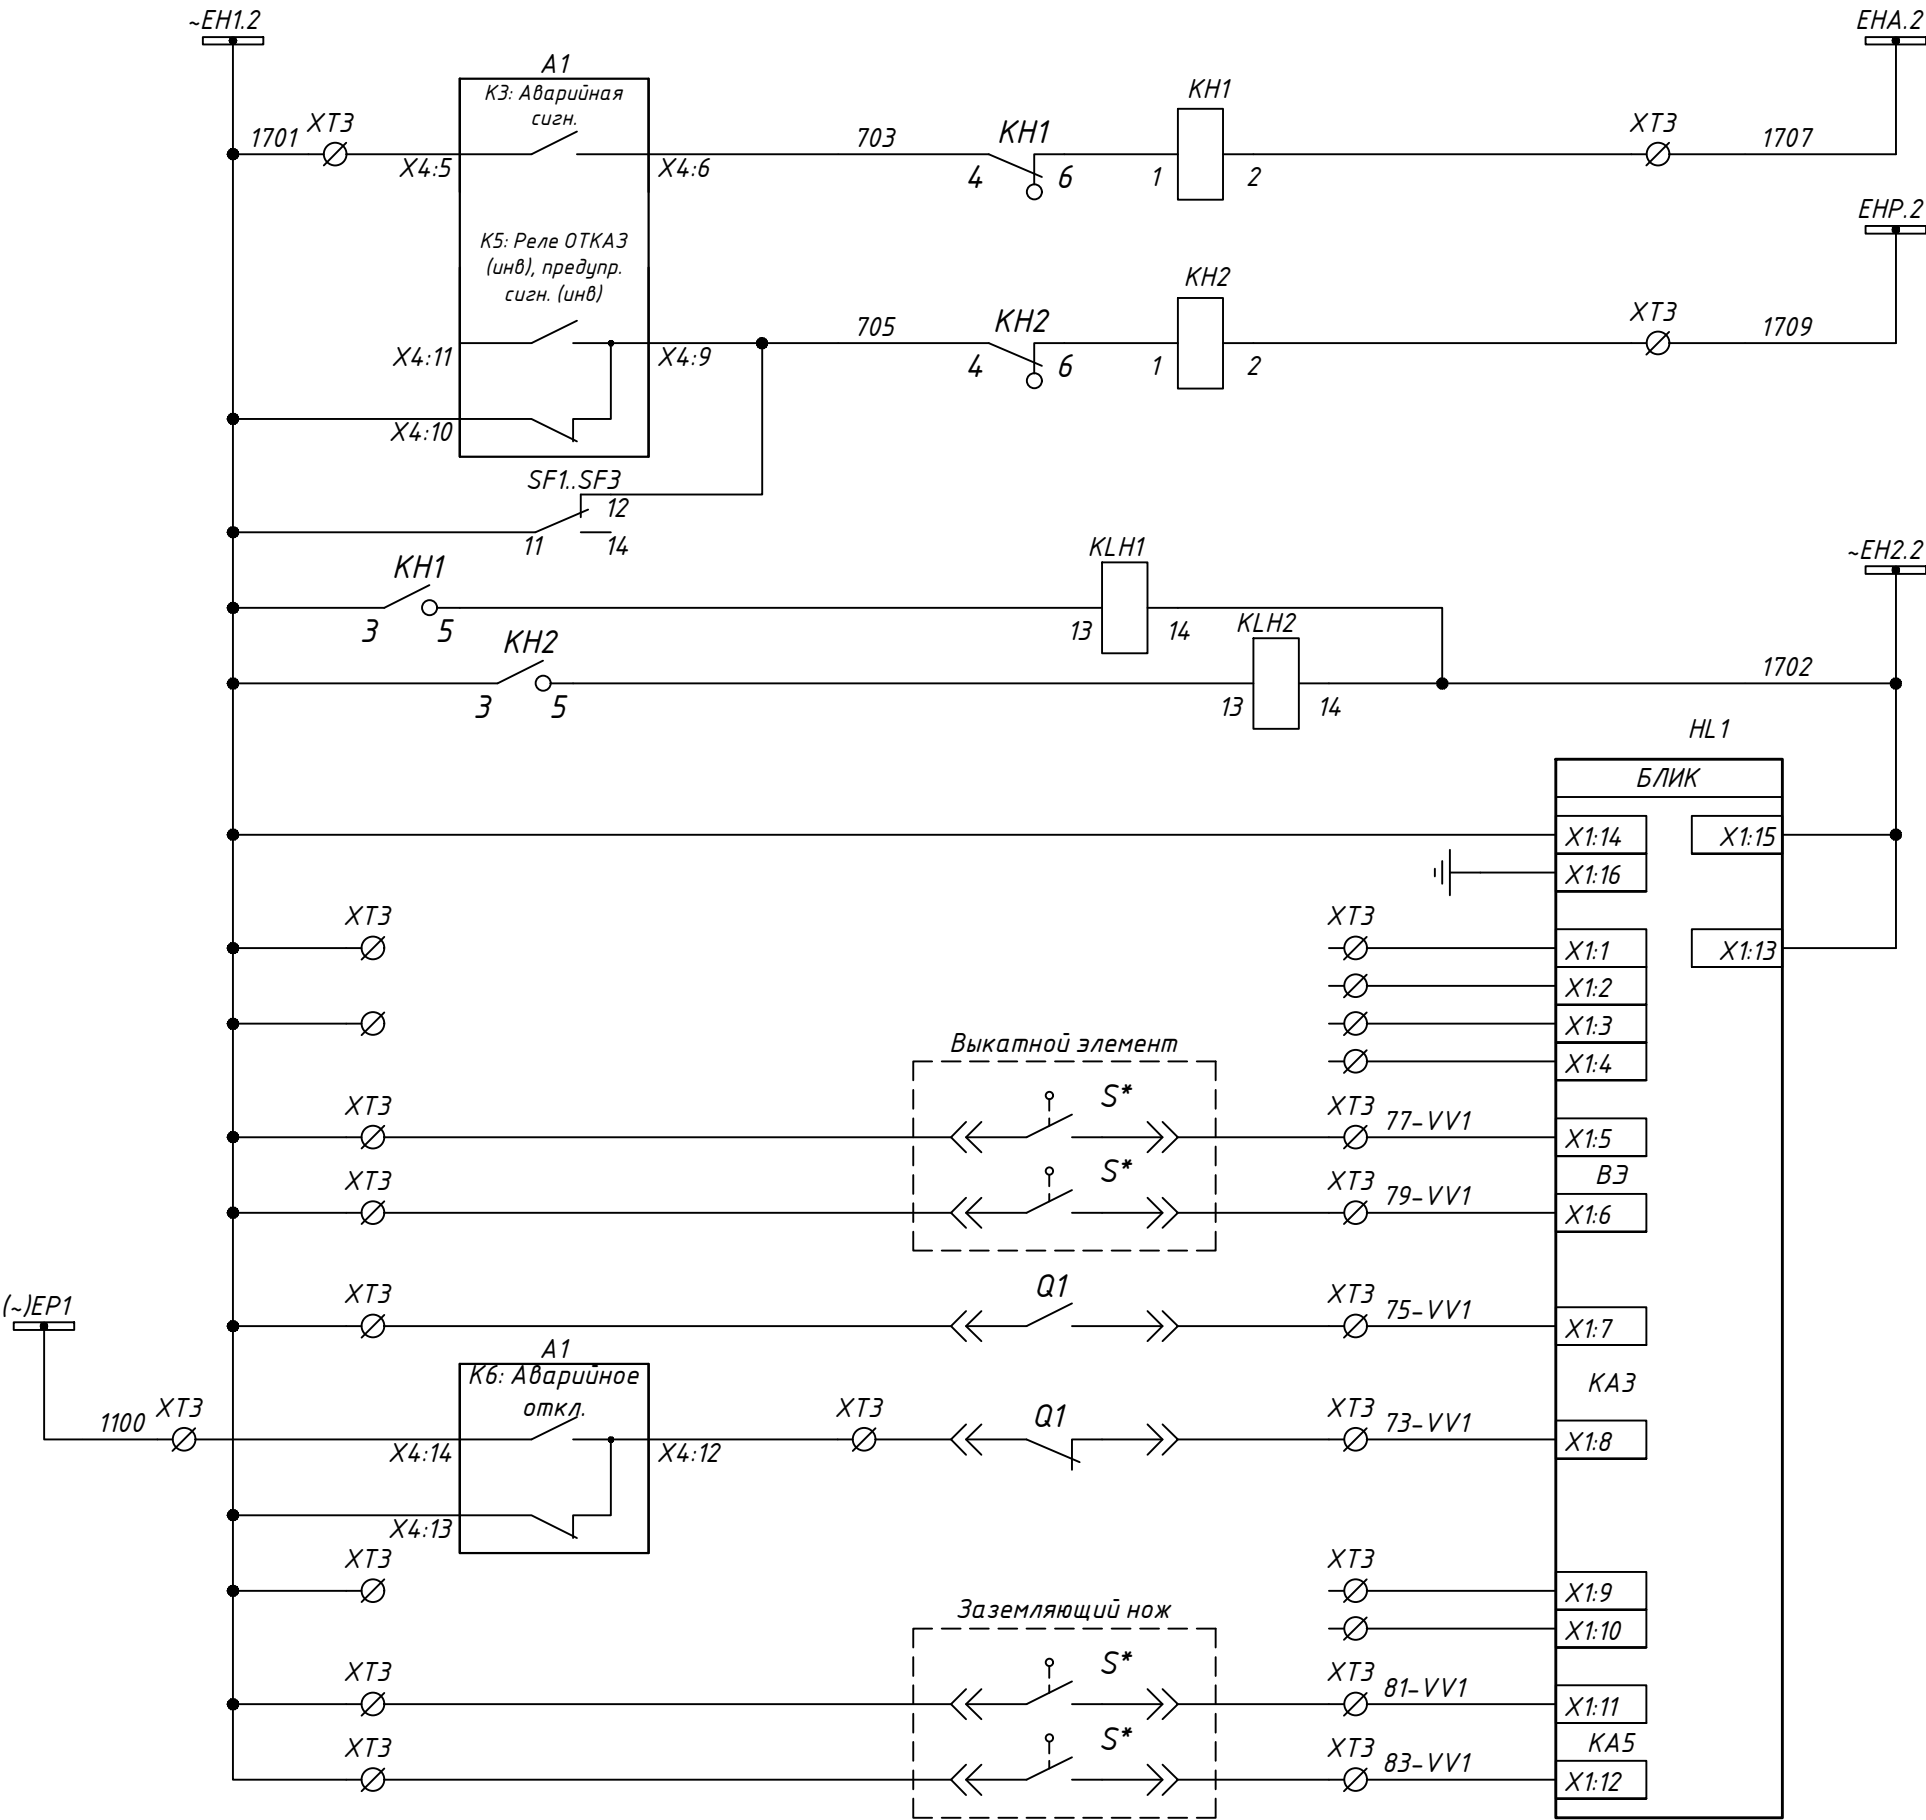 ~EH1.2
EHA.2
A1
K3: Аварийная
сигн.
KH1
1701
XT3
703
KH1
XT3
1707
X4:5
X4:6
4
6
1
2
EHP.2
K5: Реле ОТКАЗ
(инв), предупр.
сигн. (инв)
KH2
705
KH2
XT3
1709
X4:11
X4:9
4
6
1
2
X4:10
SF1..SF3
12
11
14
KH1
KLH1
~EH2.2
3
5
13
14
KH2
KLH2
1702
3
5
13
14
HL1
БЛИК
X1:14
X1:15
X1:16
XT3
XT3
X1:1
X1:13
X1:2
X1:3
Выкатной элемент
X1:4
XT3
S*
XT3
77-VV1
X1:5
XT3
S*
XT3
79-VV1
ВЭ
X1:6
(~)EP1
XT3
Q1
XT3
75-VV1
X1:7
A1
K6: Аварийное
откл.
КА3
1100
XT3
XT3
Q1
XT3
73-VV1
X4:14
X4:12
X1:8
X4:13
XT3
XT3
X1:9
Заземляющий нож
X1:10
XT3
S*
XT3
81-VV1
X1:11
XT3
S*
XT3
83-VV1
КА5
X1:12